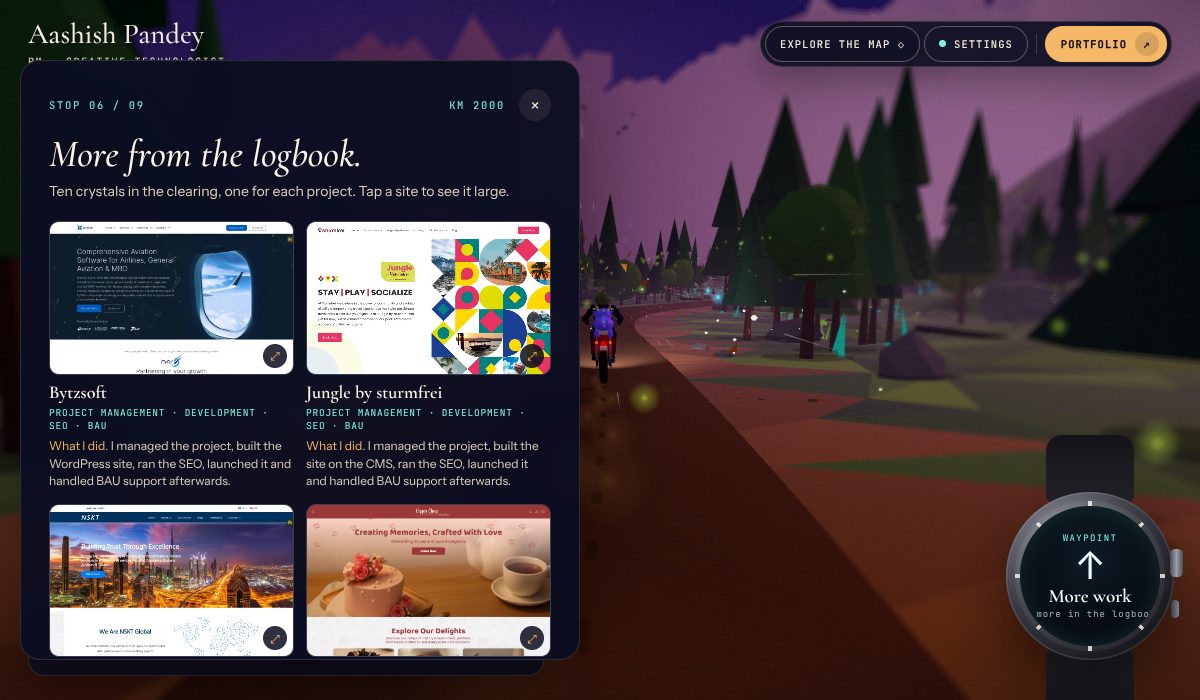 Aashish Pandey
EXPLORE THE MAP
SETTINGS
PORTFOLIO
STOP 06 / 09
KM 2000
More from the logbook.
Ten crystals in the clearing, one for each project. Tap a site to see it large.
Comprehensive Aviation
Software for Airlines, General
Aviation & MRO
Partnering in your growth
Jungle
STAY PLAY SOCIALIZE
Bytzsoft
PROJECT MANAGEMENT · DEVELOPMENT ·
SEO · BAU
What I did. I managed the project, built the
WordPress site, ran the SEO, launched it and
handled BAU support afterwards.
Jungle by sturmfrei
PROJECT MANAGEMENT · DEVELOPMENT ·
SEO · BAU
What I did. I managed the project, built the
site on the CMS, ran the SEO, launched it
and handled BAU support afterwards.
NSKT
Building Trust Through Excellence
We Are NSKT Global
Creating Memories, Crafted With Love
Explore Our Delights
WAYPOINT
More work
more in the logboo